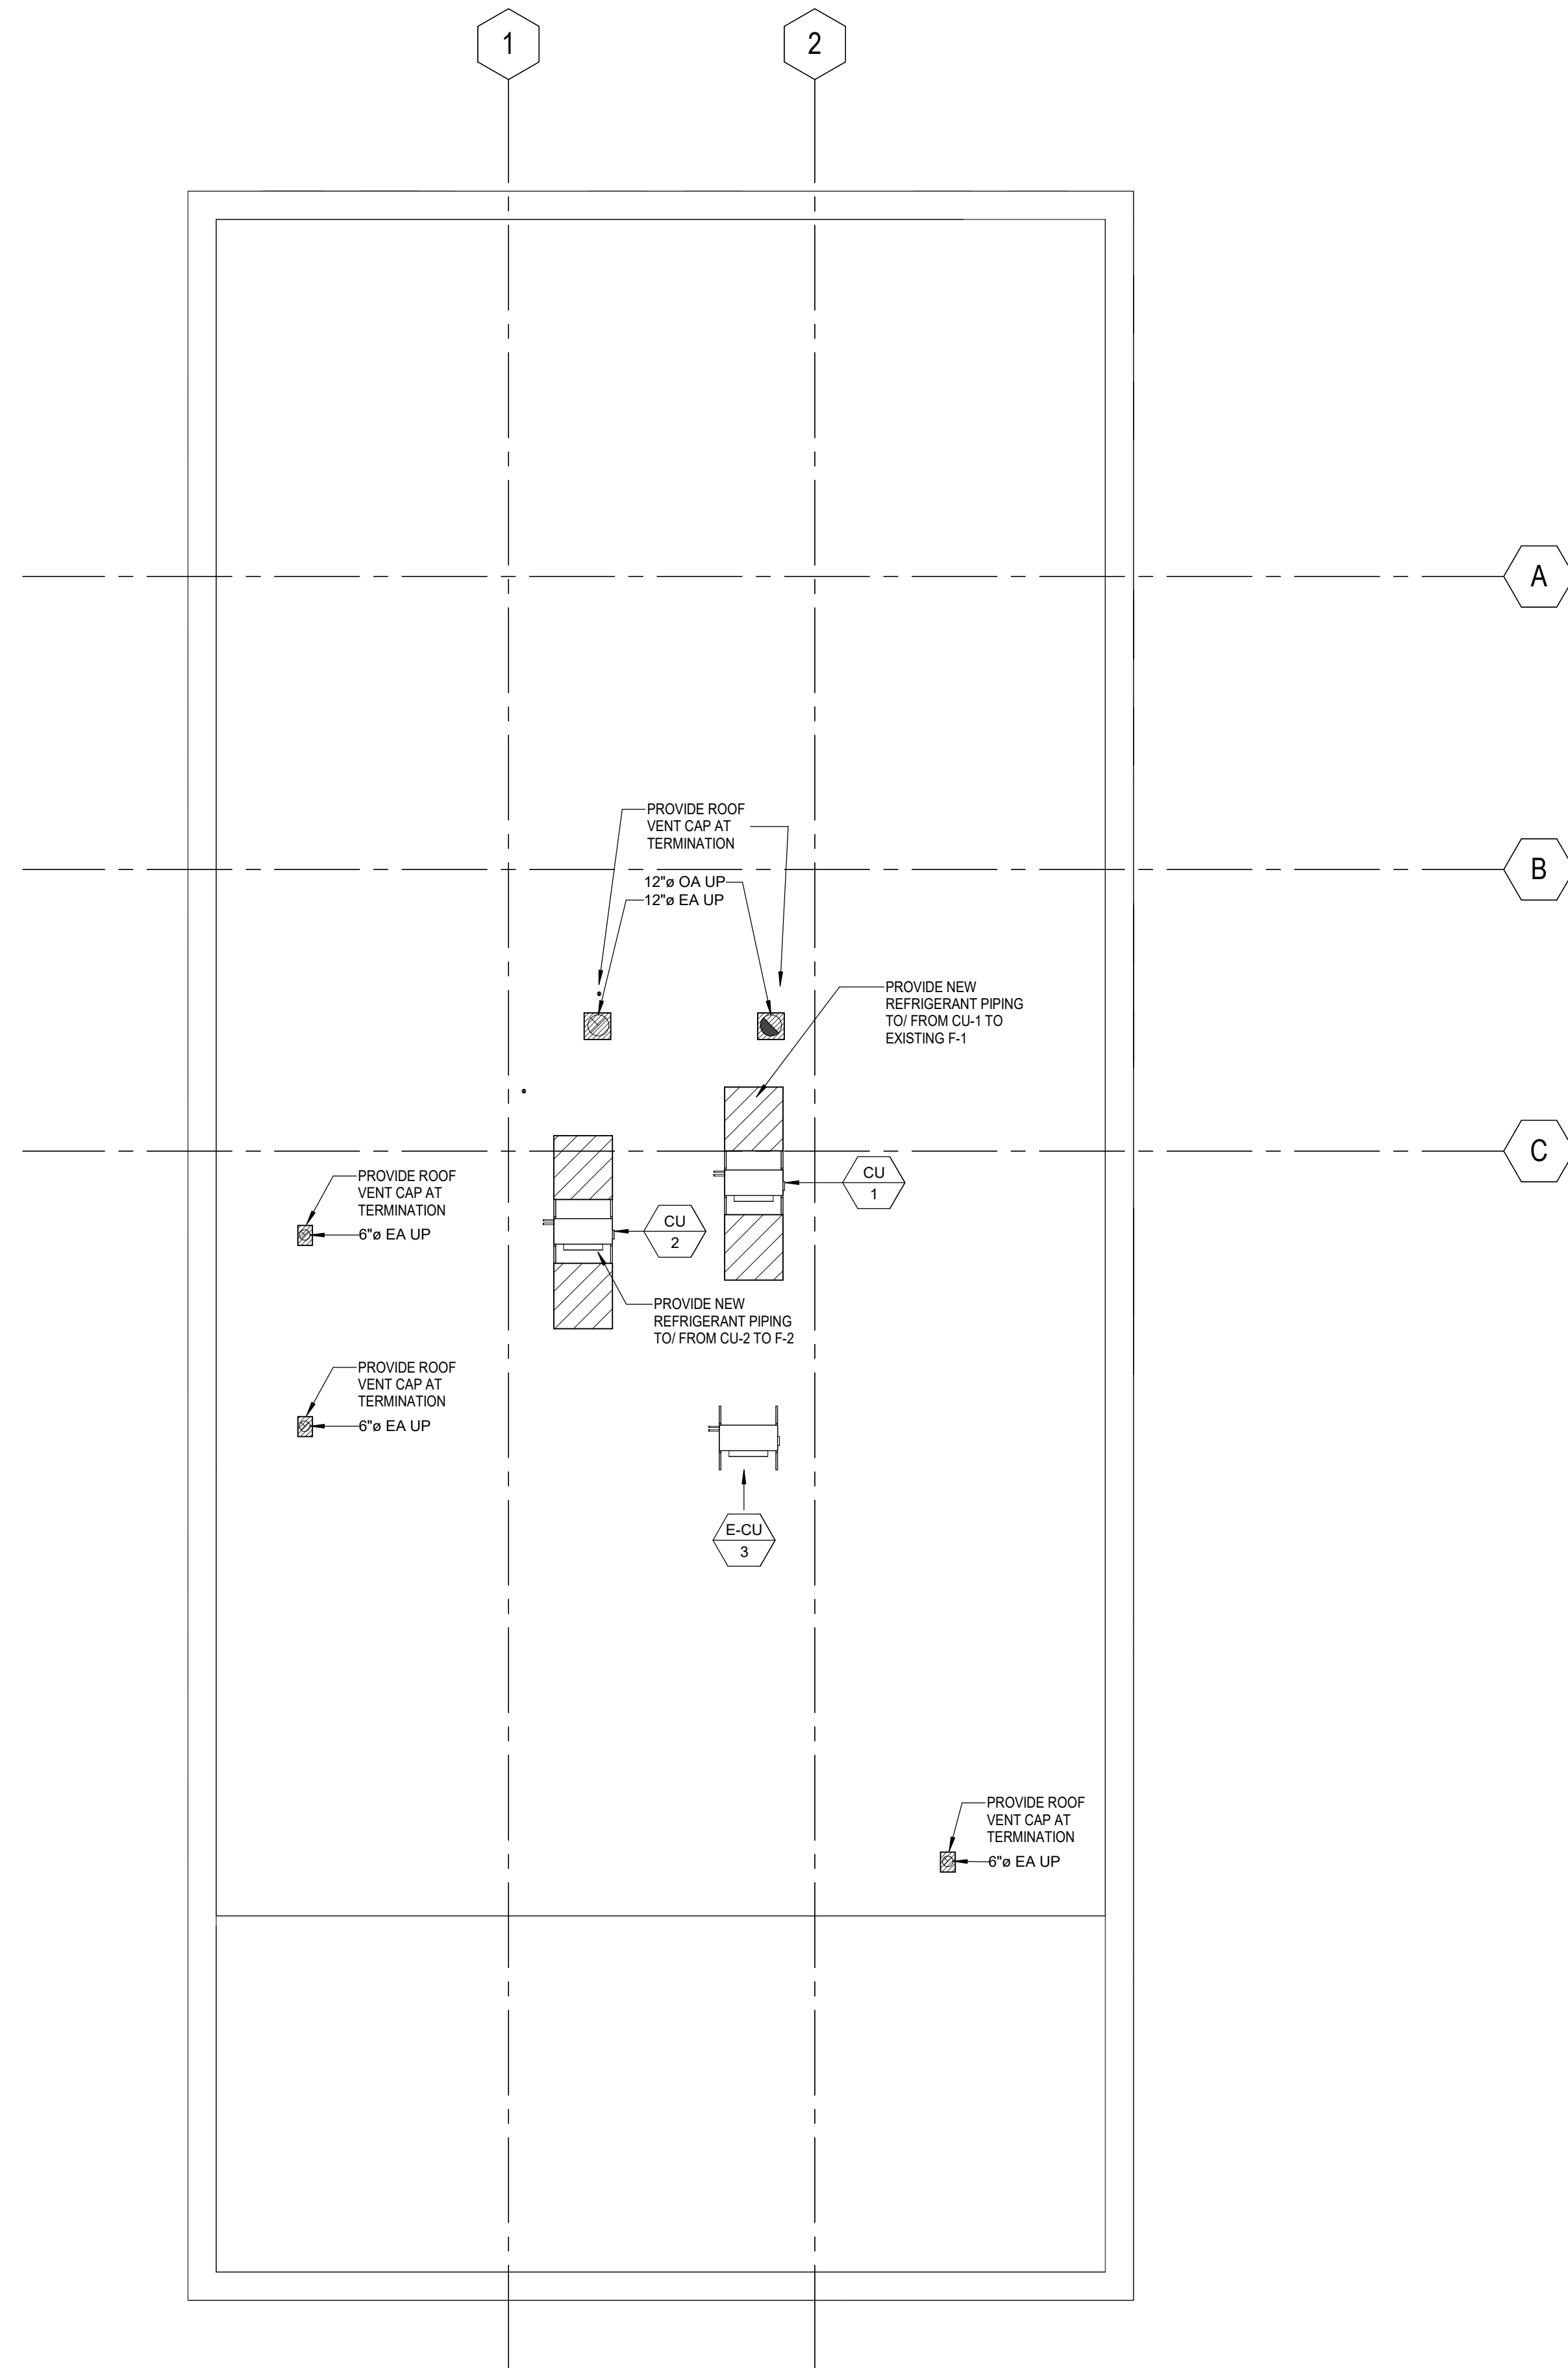 1
2
A
B
PROVIDE ROOF
VENT CAP AT
TERMINATION
12"ø OA UP
12"ø EA UP
PROVIDE NEW
REFRIGERANT PIPING
TO/ FROM CU-1 TO
EXISTING F-1
C
PROVIDE ROOF
VENT CAP AT
TERMINATION
6"ø EA UP
CU
1
CU
2
PROVIDE NEW
REFRIGERANT PIPING
TO/ FROM CU-2 TO F-2
PROVIDE ROOF
VENT CAP AT
TERMINATION
6"ø EA UP
E-CU
3
PROVIDE ROOF
VENT CAP AT
TERMINATION
6"ø EA UP